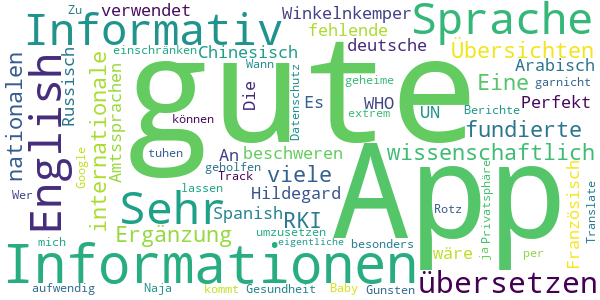 Zu verwendet Winkelnkemper Sprache
Informativ fehlende
einschränken Chinesisch deutsche Übersichten
Wann Arabisch
nationalen Russisch gute geheime Eine garnicht
English internationale Amtssprachen Die Datenschutz Es WHO UN Berichte Perfekt
können extrem fundierte
Google tuhen An beschweren wissenschaftlich
geholfen viele
Wer lassen Track Hildegard App Rotz Privatsphäre Französisch Translate
Sehr Spanish RKI ja
Ergänzung umzusetzen wäre
mich eigentliche besonders per
Informationen übersetzen
aufwendig Naja kommt Gesundheit Baby Gunsten